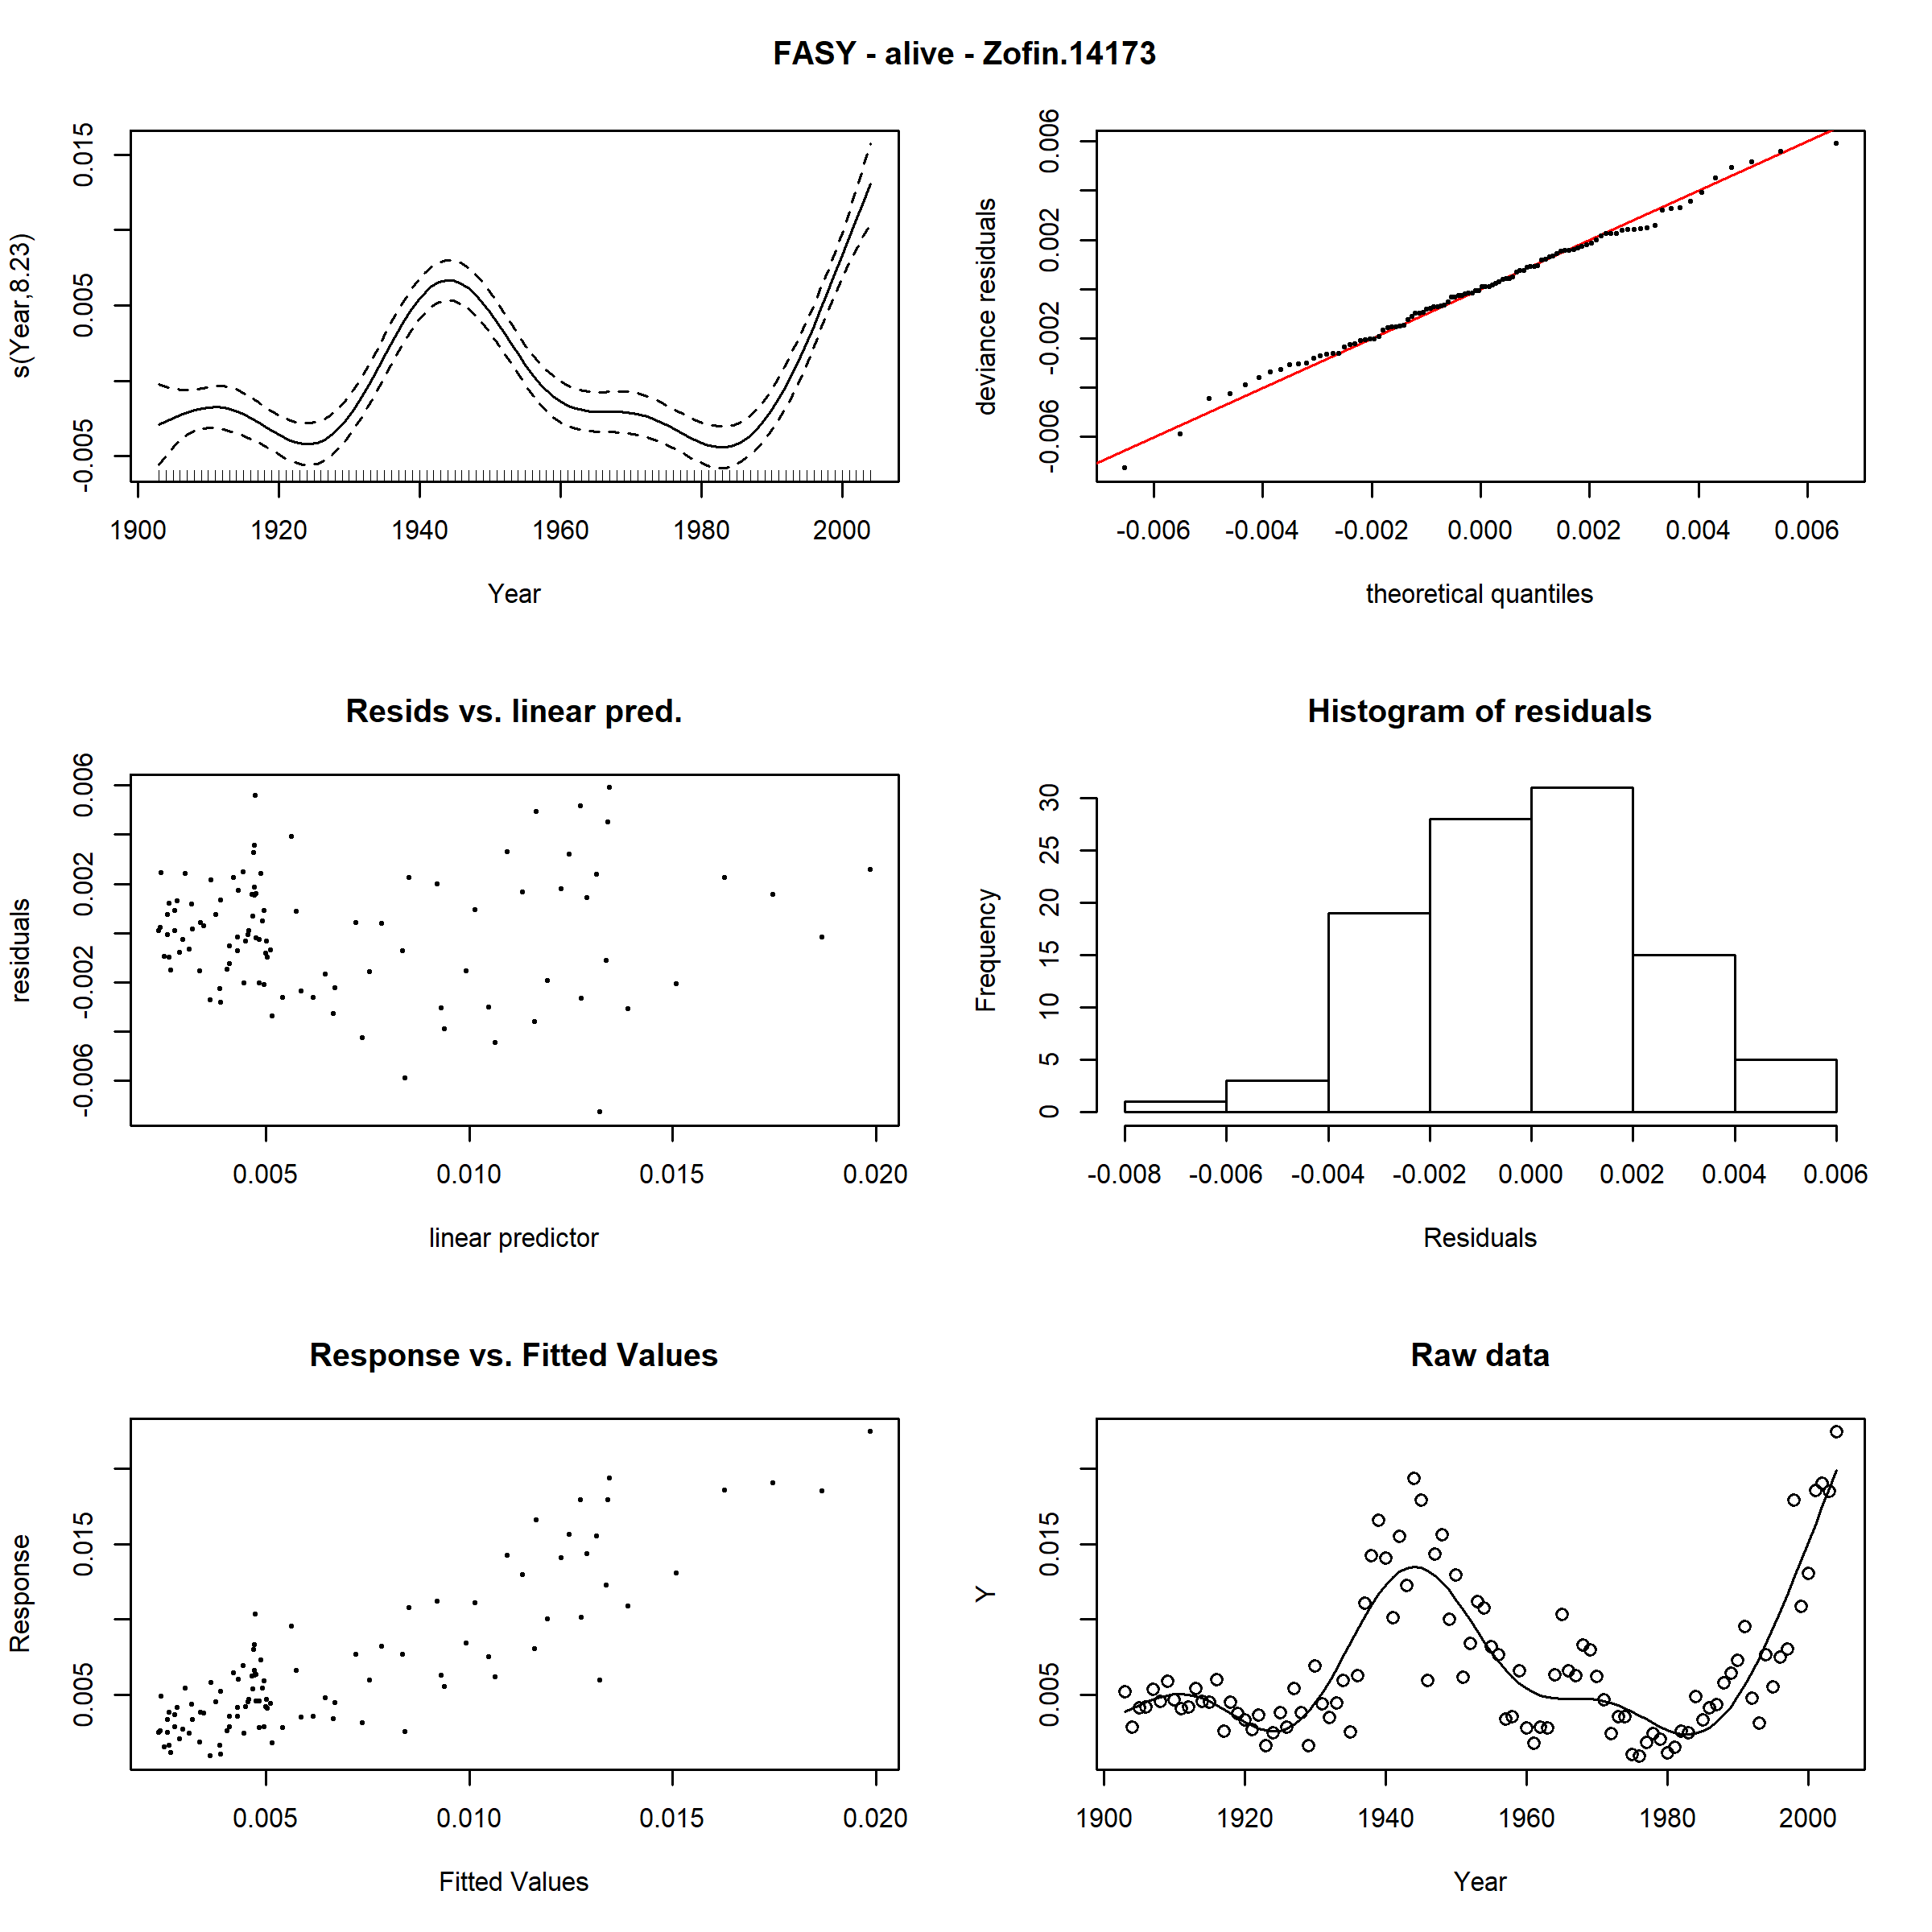 FASY - alive - Zofin.14173
s(Year,8.23)
-0.005 0.005 0.015
1900 1920 1940 1960 1980 2000
Year
deviance residuals
-0.006 -0.002 0.002 0.006
-0.006 -0.004 -0.002 0.000 0.002 0.004 0.006
theoretical quantiles
Resids vs. linear pred.
residuals
-0.006 -0.002 0.002 0.006
0.005 0.010 0.015 0.020
linear predictor
Histogram of residuals
Frequency
0 5 10 15 20 25 30
-0.008 -0.006 -0.004 -0.002 0.000 0.002 0.004 0.006
Residuals
Response vs. Fitted Values
Response
0.005 0.015
0.005 0.010 0.015 0.020
Fitted Values
Raw data
Y
0.005 0.015
1900 1920 1940 1960 1980 2000
Year